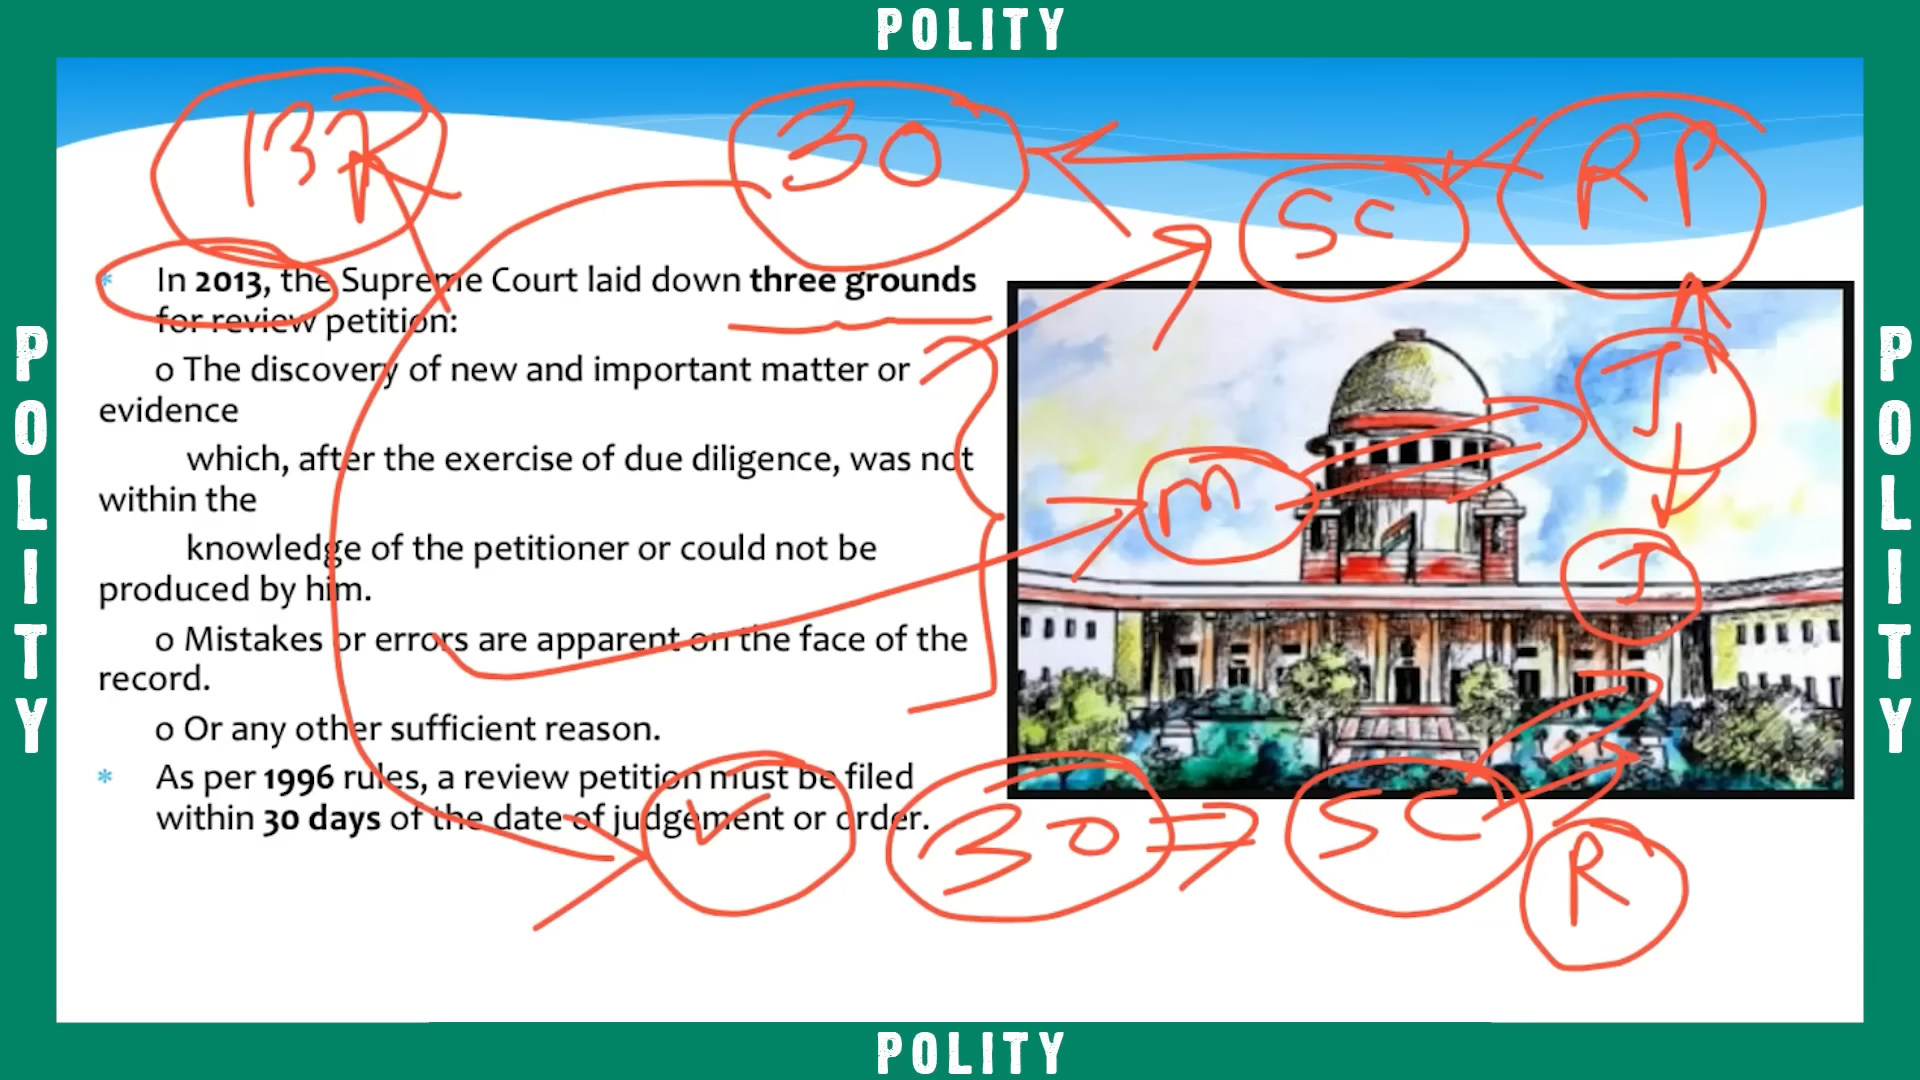 POLITY
13R
30
SC
RP
In 2013, the Supreme Court laid down three grounds
for review petition:
o The discovery of new and important matter or
evidence
which, after the exercise of due diligence, was not
within the
knowledge of the petitioner or could not be
produced by him.
o Mistakes or errors are apparent on the face of the
record.
o Or any other sufficient reason.
* As per 1996 rules, a review petition must be filed
within 30 days of the date of judgement or order.
M
J
J
30
SC
R
POLITY
POLITY
POLITY